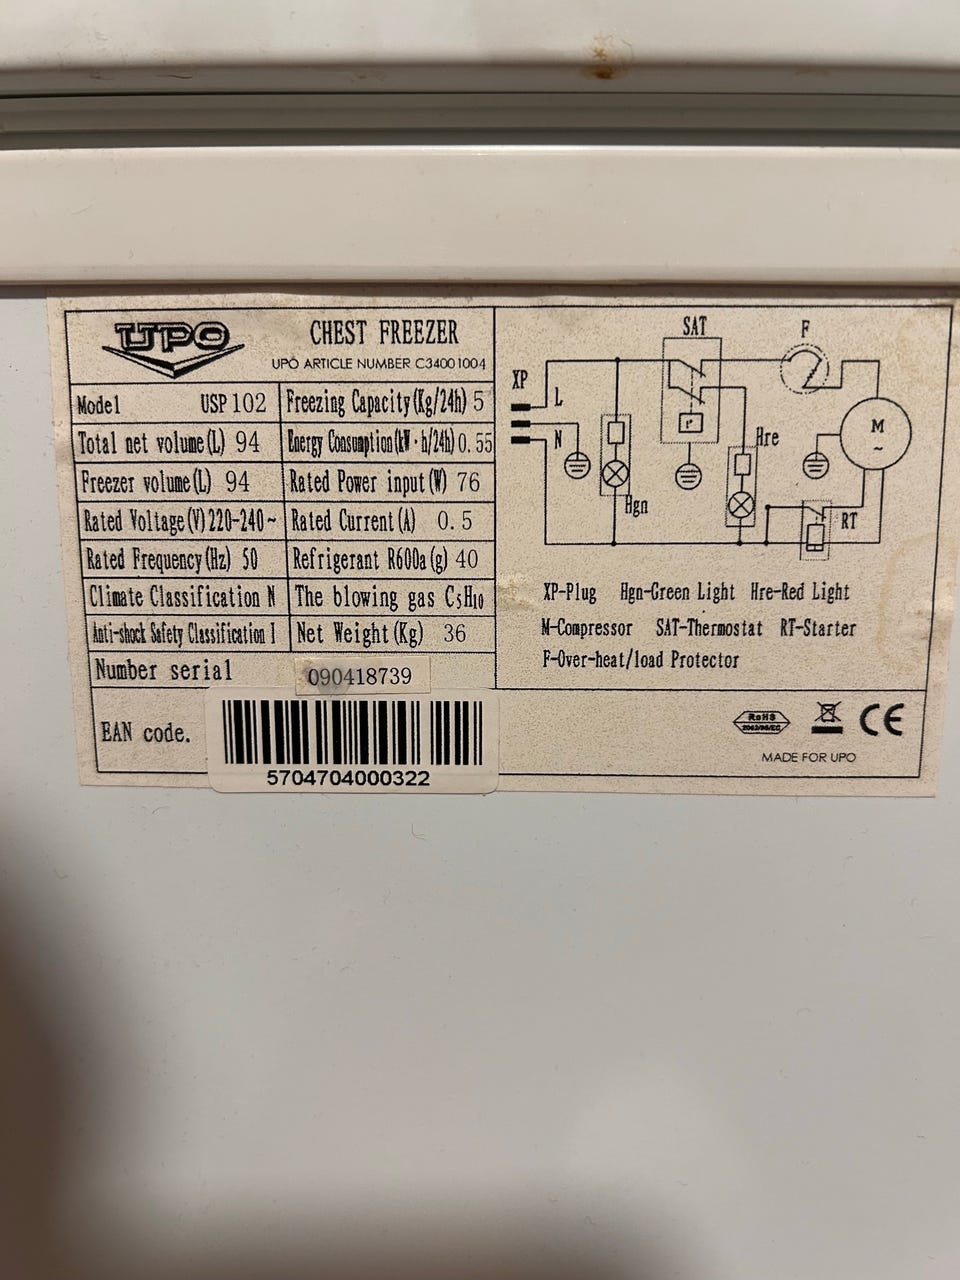 UPO
CHEST FREEZER
UPO ARTICLE NUMBER C34001004
Model USP 102
Freezing Capacity(Kg/24h) 5
Total net volume(L) 94
Energy Consumption(kW·h/24h) 0.55
Freezer volume(L) 94
Rated Power input(W) 76
Rated Voltage(V) 220-240~
Rated Current(A) 0.5
Rated Frequency(Hz) 50
Refrigerant R600a(g) 40
Climate Classification N
The blowing gas C5H10
Anti-shock Safety Classification I
Net Weight(Kg) 36
Number serial 090418739
EAN code.
5704704000322
SAT
F
XP
L
N
M
~
r
Hre
Hgn
RT
XP-Plug Hgn-Green Light Hre-Red Light
M-Compressor SAT-Thermostat RT-Starter
F-Over-heat/load Protector
RoHS
2002/95/EC
CE
MADE FOR UPO